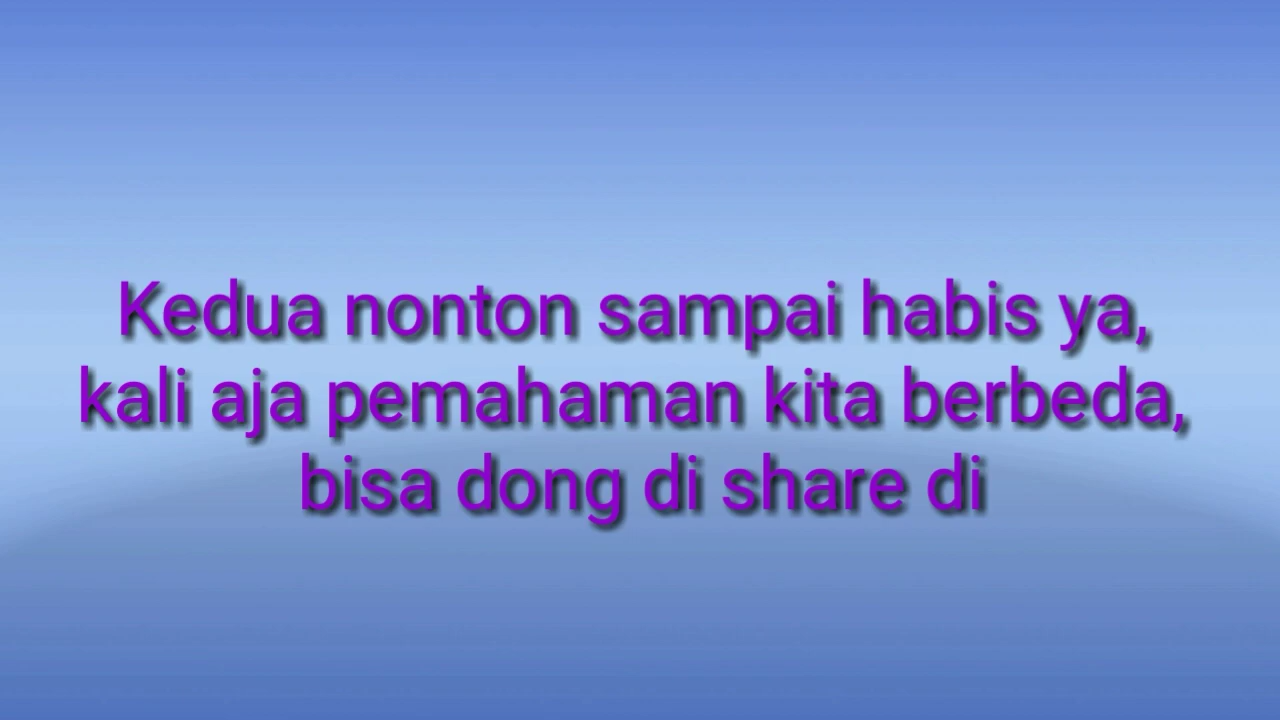 Kedua nonton sampai habis ya,
kali aja pemahaman kita berbeda,
bisa dong di share di